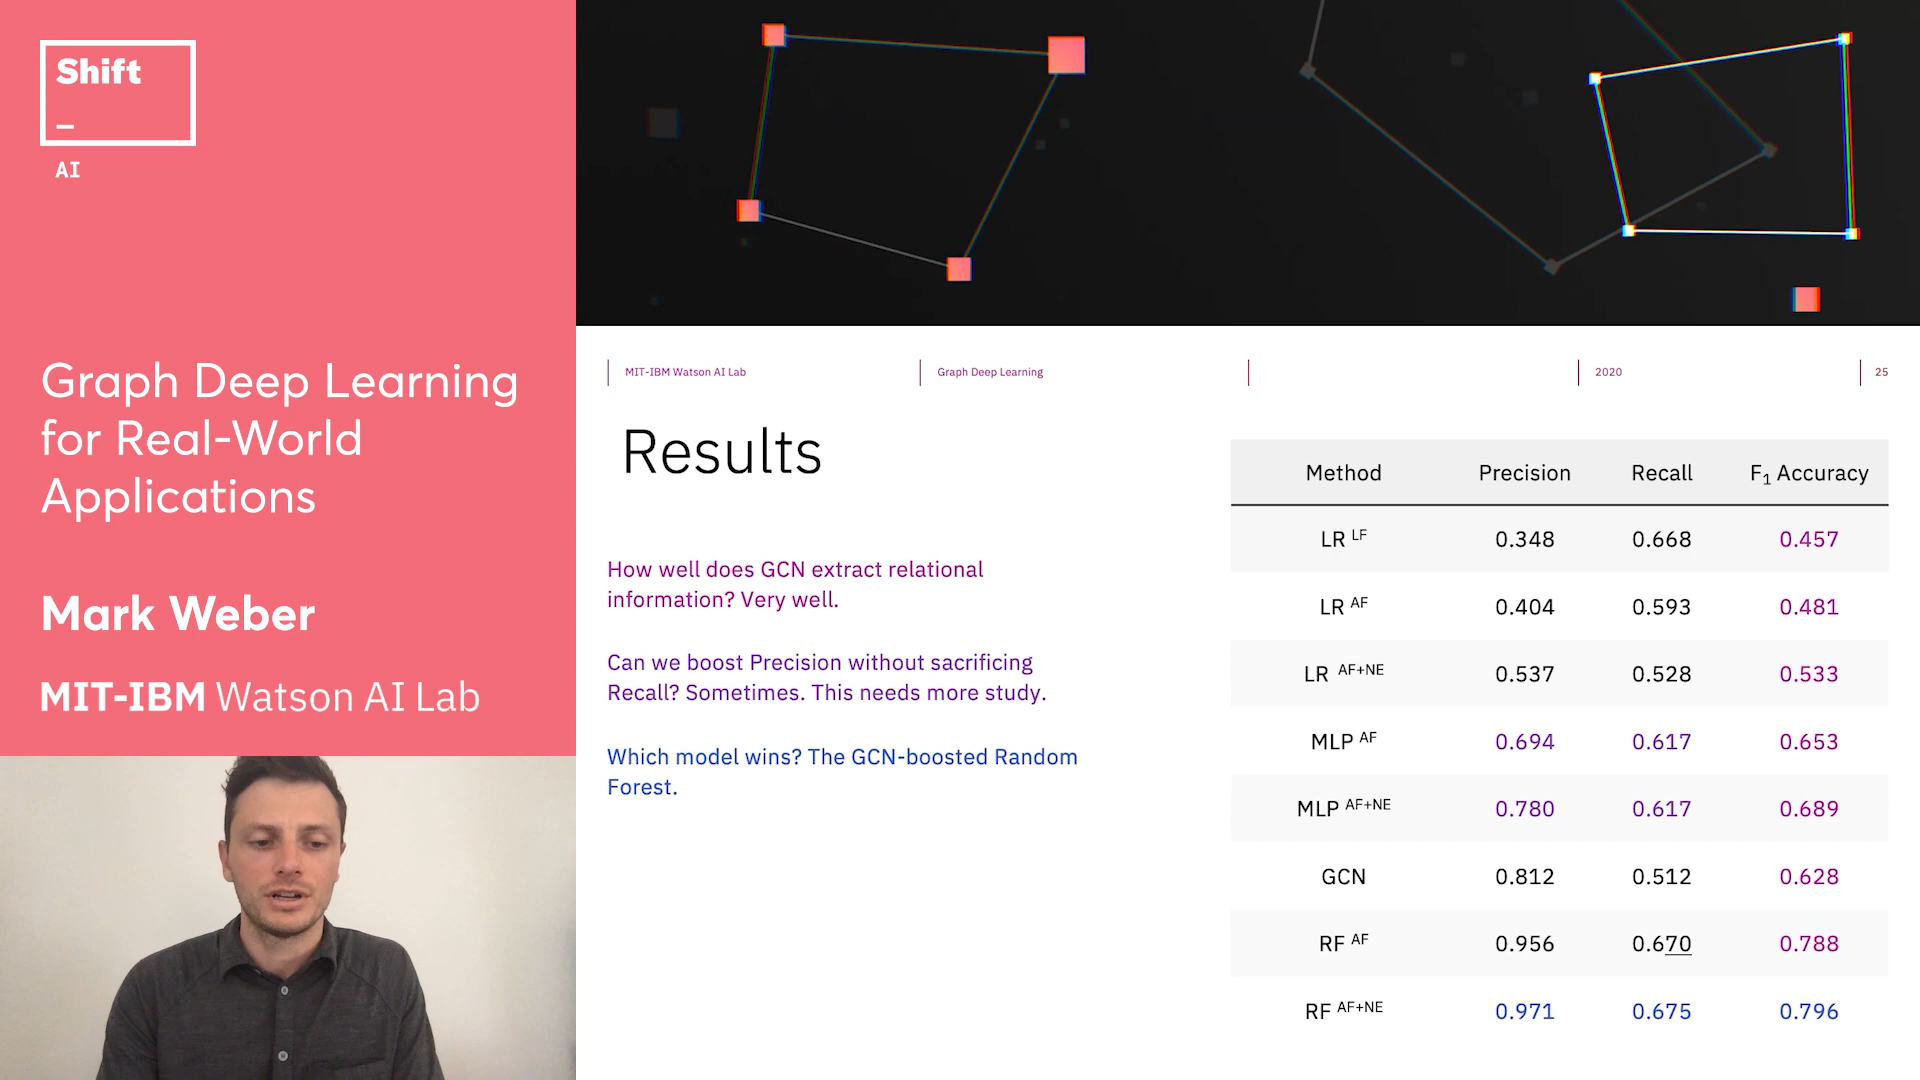 Shift
_
AI
Graph Deep Learning
for Real-World
Applications
Mark Weber
MIT-IBM Watson AI Lab
MIT-IBM Watson AI Lab
Graph Deep Learning
2020
25
Results
How well does GCN extract relational
information? Very well.
Can we boost Precision without sacrificing
Recall? Sometimes. This needs more study.
Which model wins? The GCN-boosted Random
Forest.
Method Precision Recall F₁ Accuracy
LR LF 0.348 0.668 0.457
LR AF 0.404 0.593 0.481
LR AF+NE 0.537 0.528 0.533
MLP AF 0.694 0.617 0.653
MLP AF+NE 0.780 0.617 0.689
GCN 0.812 0.512 0.628
RF AF 0.956 0.670 0.788
RF AF+NE 0.971 0.675 0.796